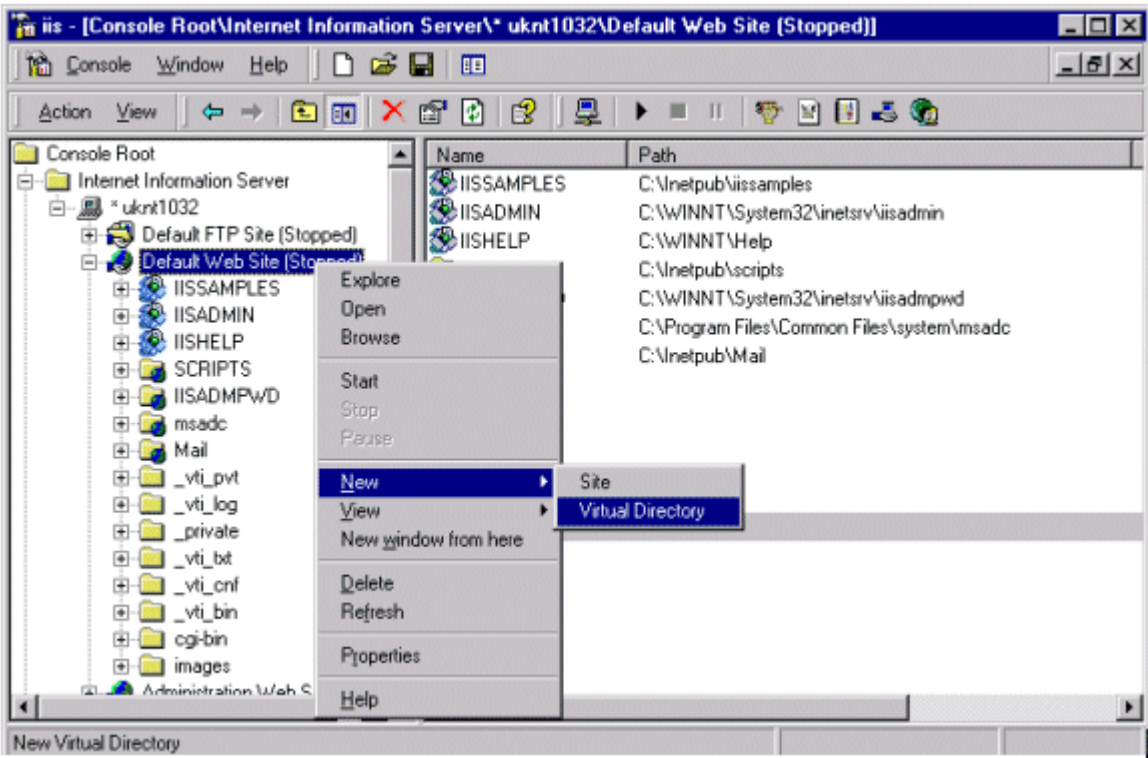 iis - [Console Root\Internet Information Server\* uknt1032\Default Web Site (Stopped)]
Console Window Help
Action View
Console Root
Internet Information Server
* uknt1032
Default FTP Site (Stopped)
Default Web Site (Stopped)
IISSAMPLES
IISADMIN
IISHELP
SCRIPTS
IISADMPWD
msadc
Mail
_vti_pvt
_vti_log
_private
_vti_txt
_vti_cnf
_vti_bin
cgi-bin
images
Administration Web S
Name Path
IISSAMPLES C:\Inetpub\iissamples
IISADMIN C:\WINNT\System32\inetsrv\iisadmin
IISHELP C:\WINNT\Help
C:\Inetpub\scripts
C:\WINNT\System32\inetsrv\iisadmpwd
C:\Program Files\Common Files\system\msadc
C:\Inetpub\Mail
Explore
Open
Browse
Start
Stop
Pause
New
View
New window from here
Delete
Refresh
Properties
Help
Site
Virtual Directory
New Virtual Directory